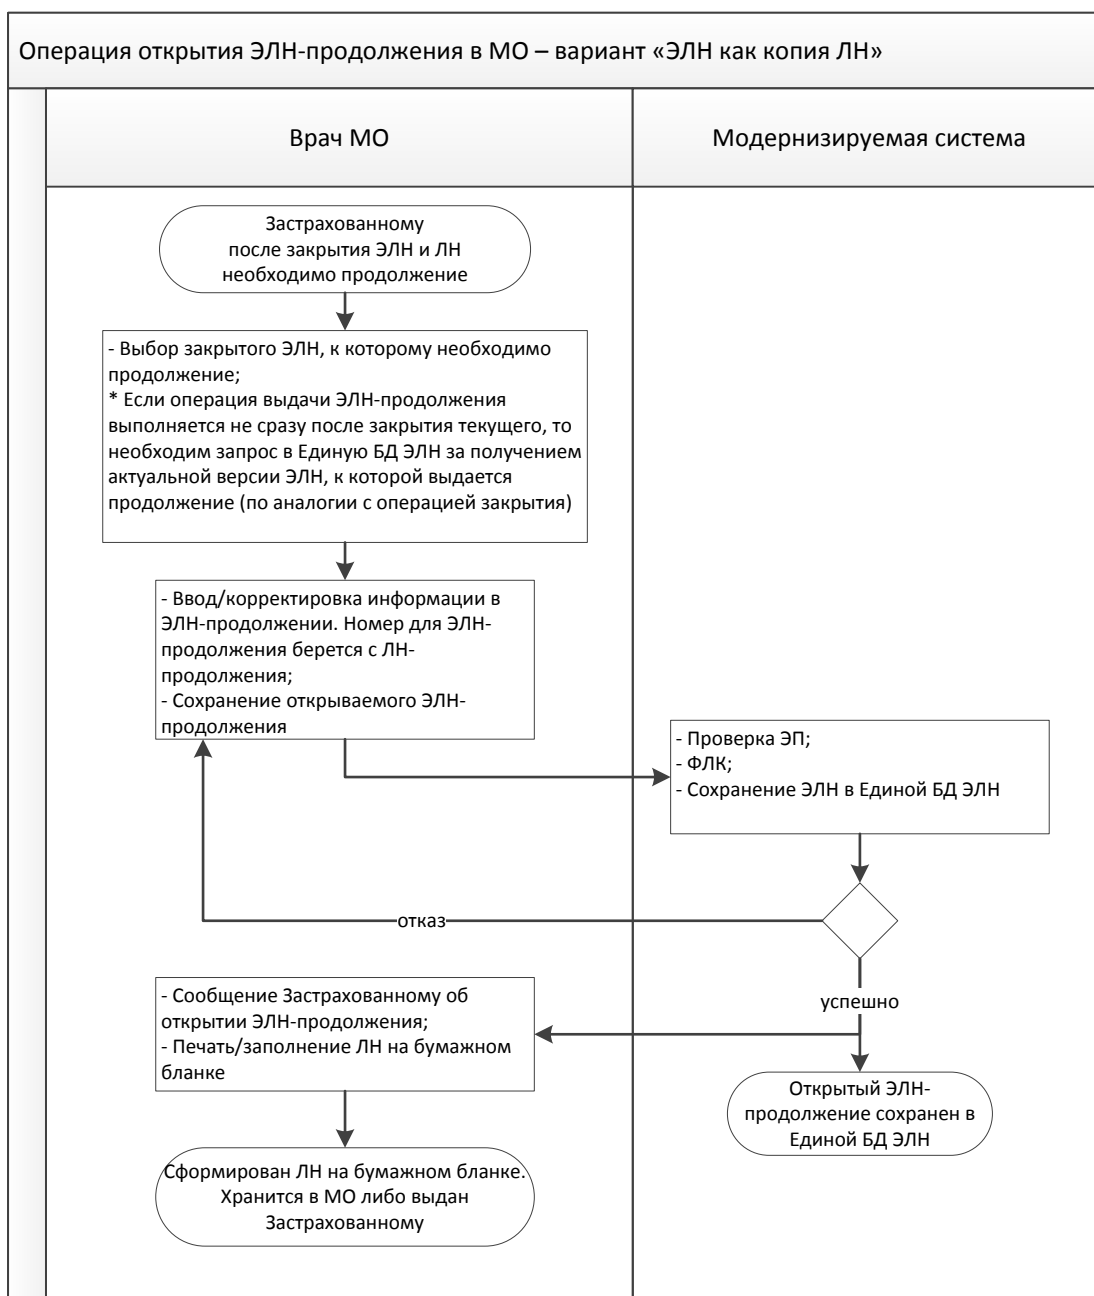 Операция открытия ЭЛН-продолжения в МО – вариант «ЭЛН как копия ЛН»
Врач МО
Модернизируемая система
Застрахованному
после закрытия ЭЛН и ЛН
необходимо продолжение
- Выбор закрытого ЭЛН, к которому необходимо
продолжение;
* Если операция выдачи ЭЛН-продолжения
выполняется не сразу после закрытия текущего, то
необходим запрос в Единую БД ЭЛН за получением
актуальной версии ЭЛН, к которой выдается
продолжение (по аналогии с операцией закрытия)
- Ввод/корректировка информации в
ЭЛН-продолжении. Номер для ЭЛН-
продолжения берется с ЛН-
продолжения;
- Сохранение открываемого ЭЛН-
продолжения
- Проверка ЭП;
- ФЛК;
- Сохранение ЭЛН в Единой БД ЭЛН
отказ
успешно
- Сообщение Застрахованному об
открытии ЭЛН-продолжения;
- Печать/заполнение ЛН на бумажном
бланке
Открытый ЭЛН-
продолжение сохранен в
Единой БД ЭЛН
Сформирован ЛН на бумажном бланке.
Хранится в МО либо выдан
Застрахованному